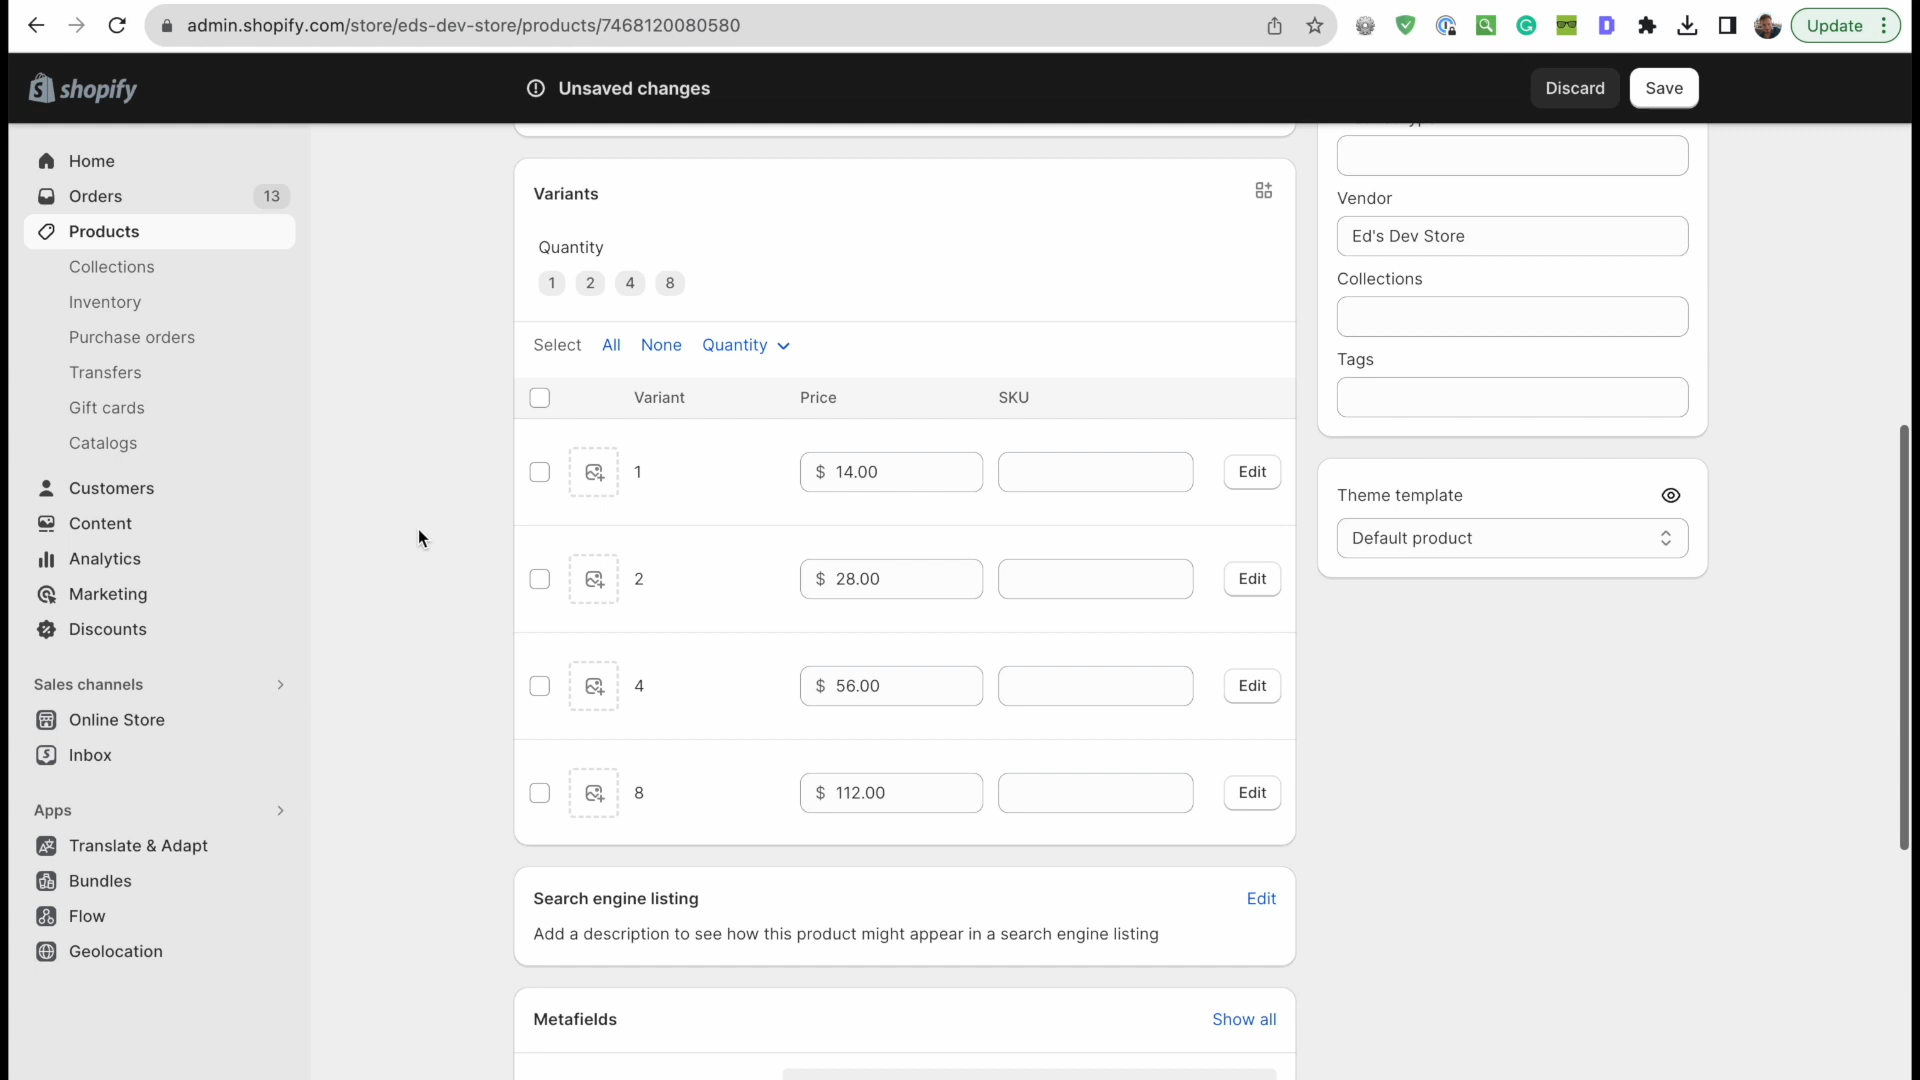 admin.shopify.com/store/eds-dev-store/products/7468120080580
Update
shopify
Unsaved changes
Discard
Save
Home
Orders 13
Products
Collections
Inventory
Purchase orders
Transfers
Gift cards
Catalogs
Customers
Content
Analytics
Marketing
Discounts
Sales channels
Online Store
Inbox
Apps
Translate & Adapt
Bundles
Flow
Geolocation
Variants
Quantity
1 2 4 8
Select All None Quantity
Variant Price SKU
1 $ 14.00 Edit
2 $ 28.00 Edit
4 $ 56.00 Edit
8 $ 112.00 Edit
Search engine listing Edit
Add a description to see how this product might appear in a search engine listing
Metafields Show all
Vendor
Ed's Dev Store
Collections
Tags
Theme template
Default product